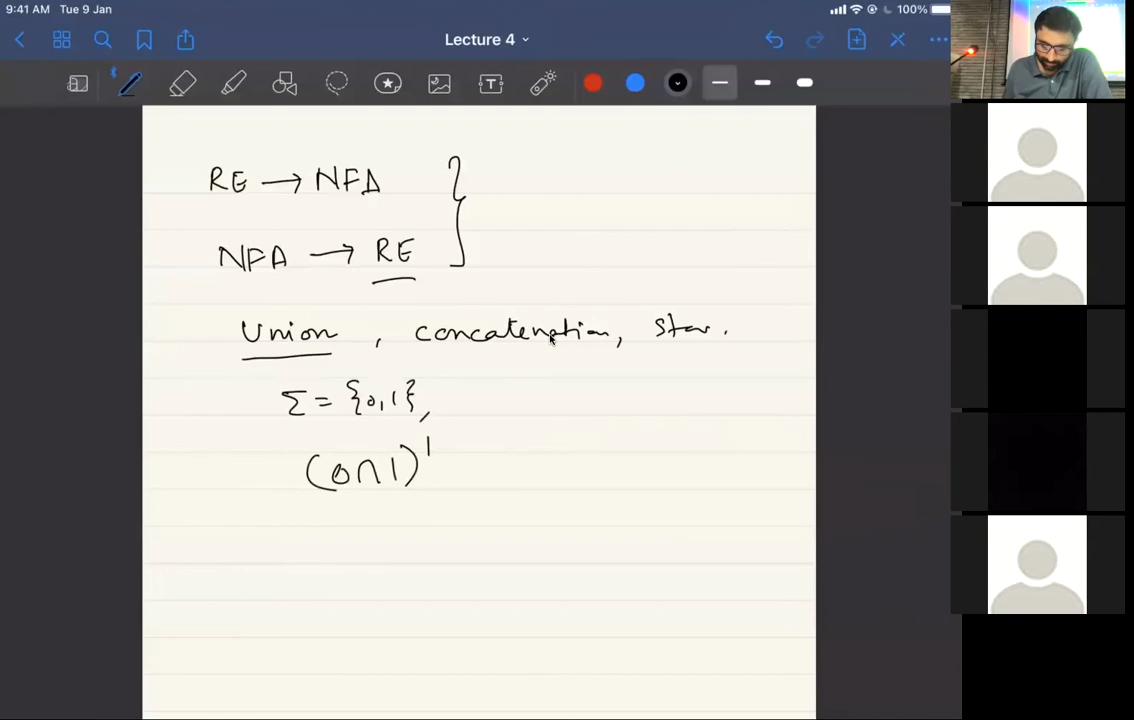 9:41 AM Tue 9 Jan 100%
Lecture 4
RE → NFA
NFA → RE
Union , concatenation, star.
Σ = {0,1},
(0∩1)'